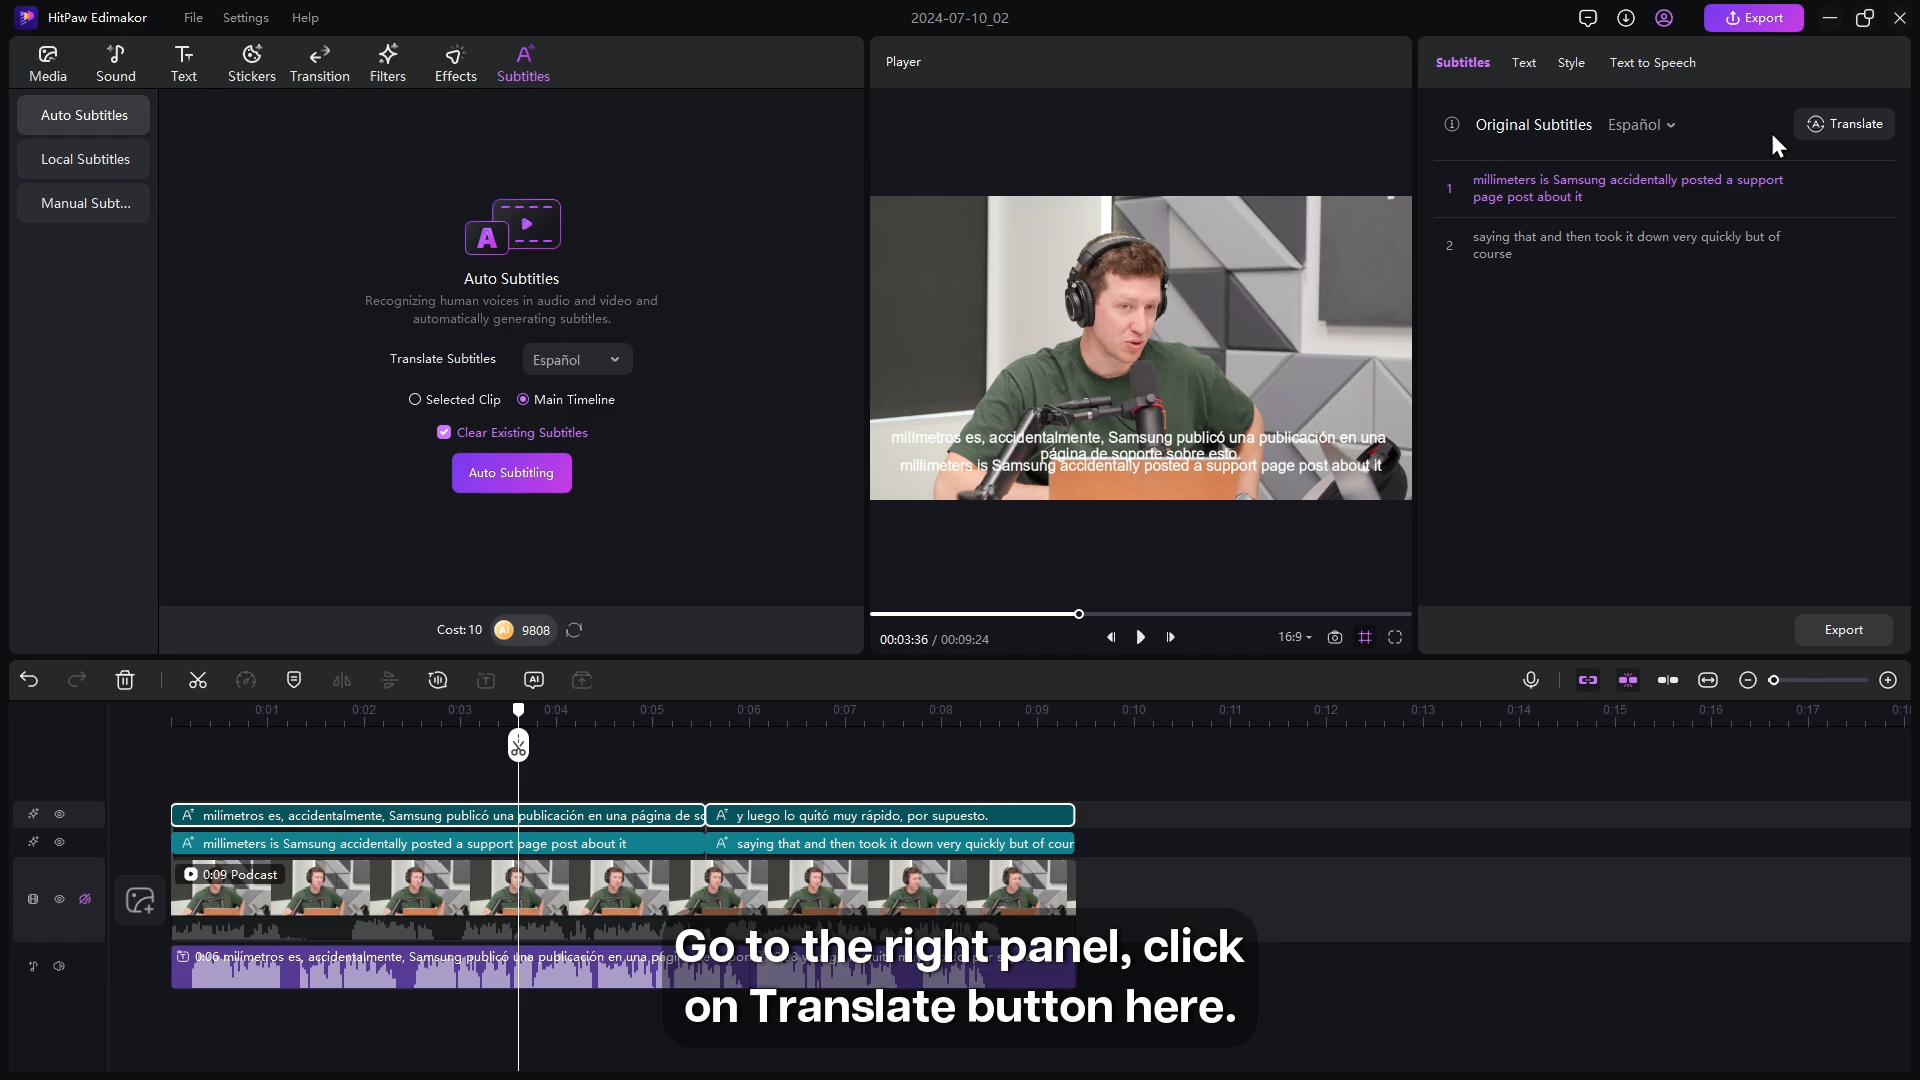 HitPaw Edimakor
File
Settings
Help
2024-07-10_02
Export
Media
Sound
Text
Stickers
Transition
Filters
Effects
Subtitles
Auto Subtitles
Local Subtitles
Manual Subt...
Auto Subtitles
Recognizing human voices in audio and video and
automatically generating subtitles.
Translate Subtitles
Español
Selected Clip
Main Timeline
Clear Existing Subtitles
Auto Subtitling
Cost:10
AI
9808
Player
milímetros es, accidentalmente, Samsung publicó una publicación en una
página de soporte sobre esto.
millimeters is Samsung accidentally posted a support page post about it
00:03:36 / 00:09:24
16:9
Subtitles
Text
Style
Text to Speech
Original Subtitles
Español
Translate
1
millimeters is Samsung accidentally posted a support
page post about it
2
saying that and then took it down very quickly but of
course
Export
0:01
0:02
0:03
0:04
0:05
0:06
0:07
0:08
0:09
0:10
0:11
0:12
0:13
0:14
0:15
0:16
0:17
milímetros es, accidentalmente, Samsung publicó una publicación en una página de so
y luego lo quitó muy rápido, por supuesto.
millimeters is Samsung accidentally posted a support page post about it
saying that and then took it down very quickly but of cour
0:09 Podcast
0:06 milímetros es, accidentalmente, Samsung publicó una publicación en una
Go to the right panel, click
on Translate button here.